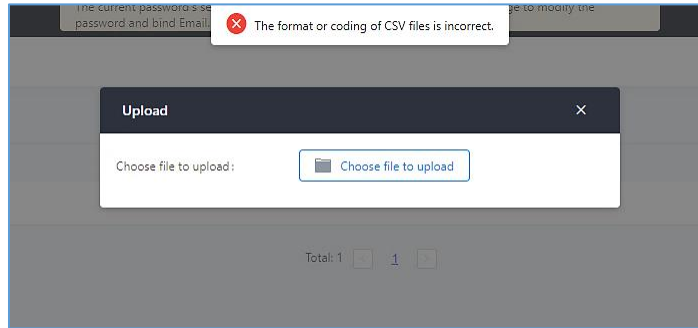 The current password's se
ge to modify the
password and bind Email.
The format or coding of CSV files is incorrect.
Upload
Choose file to upload:
Choose file to upload
Total: 1
1